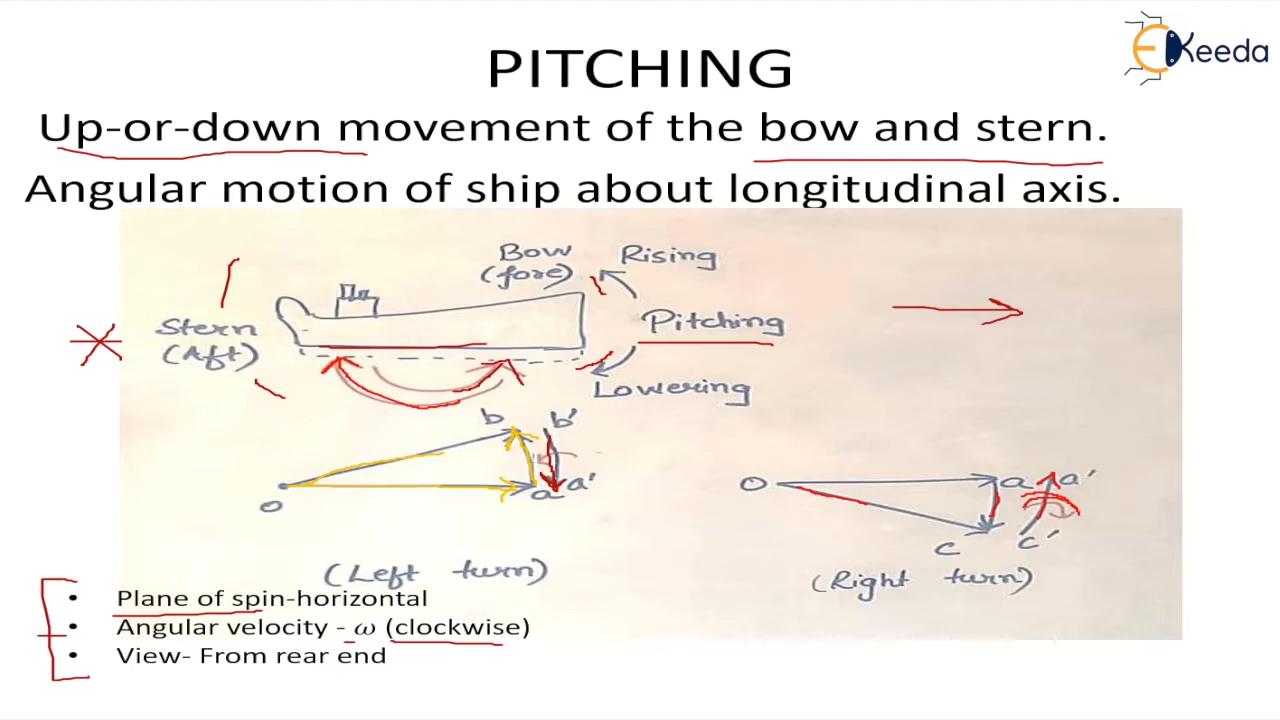 PITCHING
EKeeda
Up-or-down movement of the bow and stern.
Angular motion of ship about longitudinal axis.
Bow
(fore)
Rising
Stern
(Aft)
Pitching
Lowering
b b'
o a a'
o a a'
c c'
(Left turn)
(Right turn)
• Plane of spin-horizontal
• Angular velocity - ω (clockwise)
• View- From rear end